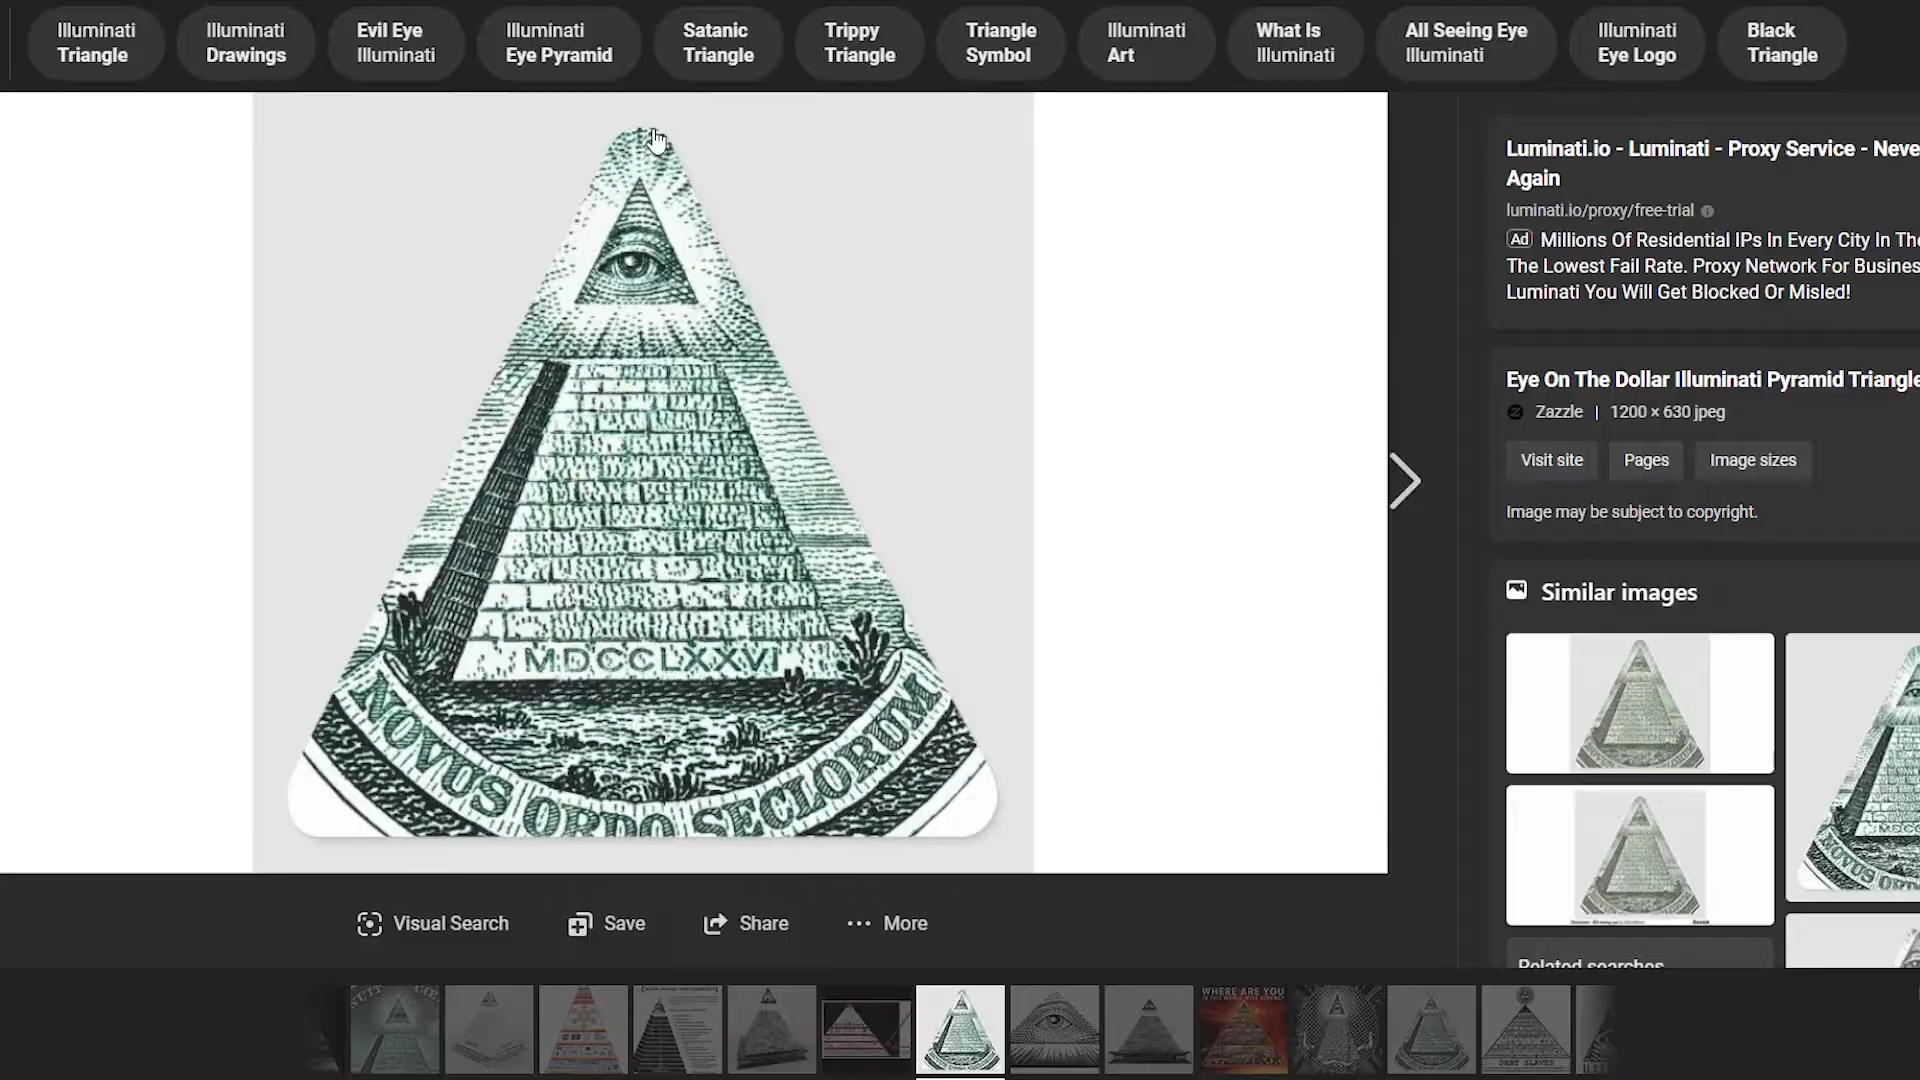 Illuminati
Triangle
Illuminati
Drawings
Evil Eye
Illuminati
Illuminati
Eye Pyramid
Satanic
Triangle
Trippy
Triangle
Triangle
Symbol
Illuminati
Art
What Is
Illuminati
All Seeing Eye
Illuminati
Illuminati
Eye Logo
Black
Triangle
MDCCLXXVI
NOVUS ORDO SECLORUM
Luminati.io - Luminati - Proxy Service - Neve
Again
luminati.io/proxy/free-trial
Ad Millions Of Residential IPs In Every City In The
The Lowest Fail Rate. Proxy Network For Busines
Luminati You Will Get Blocked Or Misled!
Eye On The Dollar Illuminati Pyramid Triangle
Zazzle | 1200 × 630 jpeg
Visit site
Pages
Image sizes
Image may be subject to copyright.
Similar images
Related searches
Visual Search
Save
Share
More
WHERE ARE YOU
DEBT SLAVES